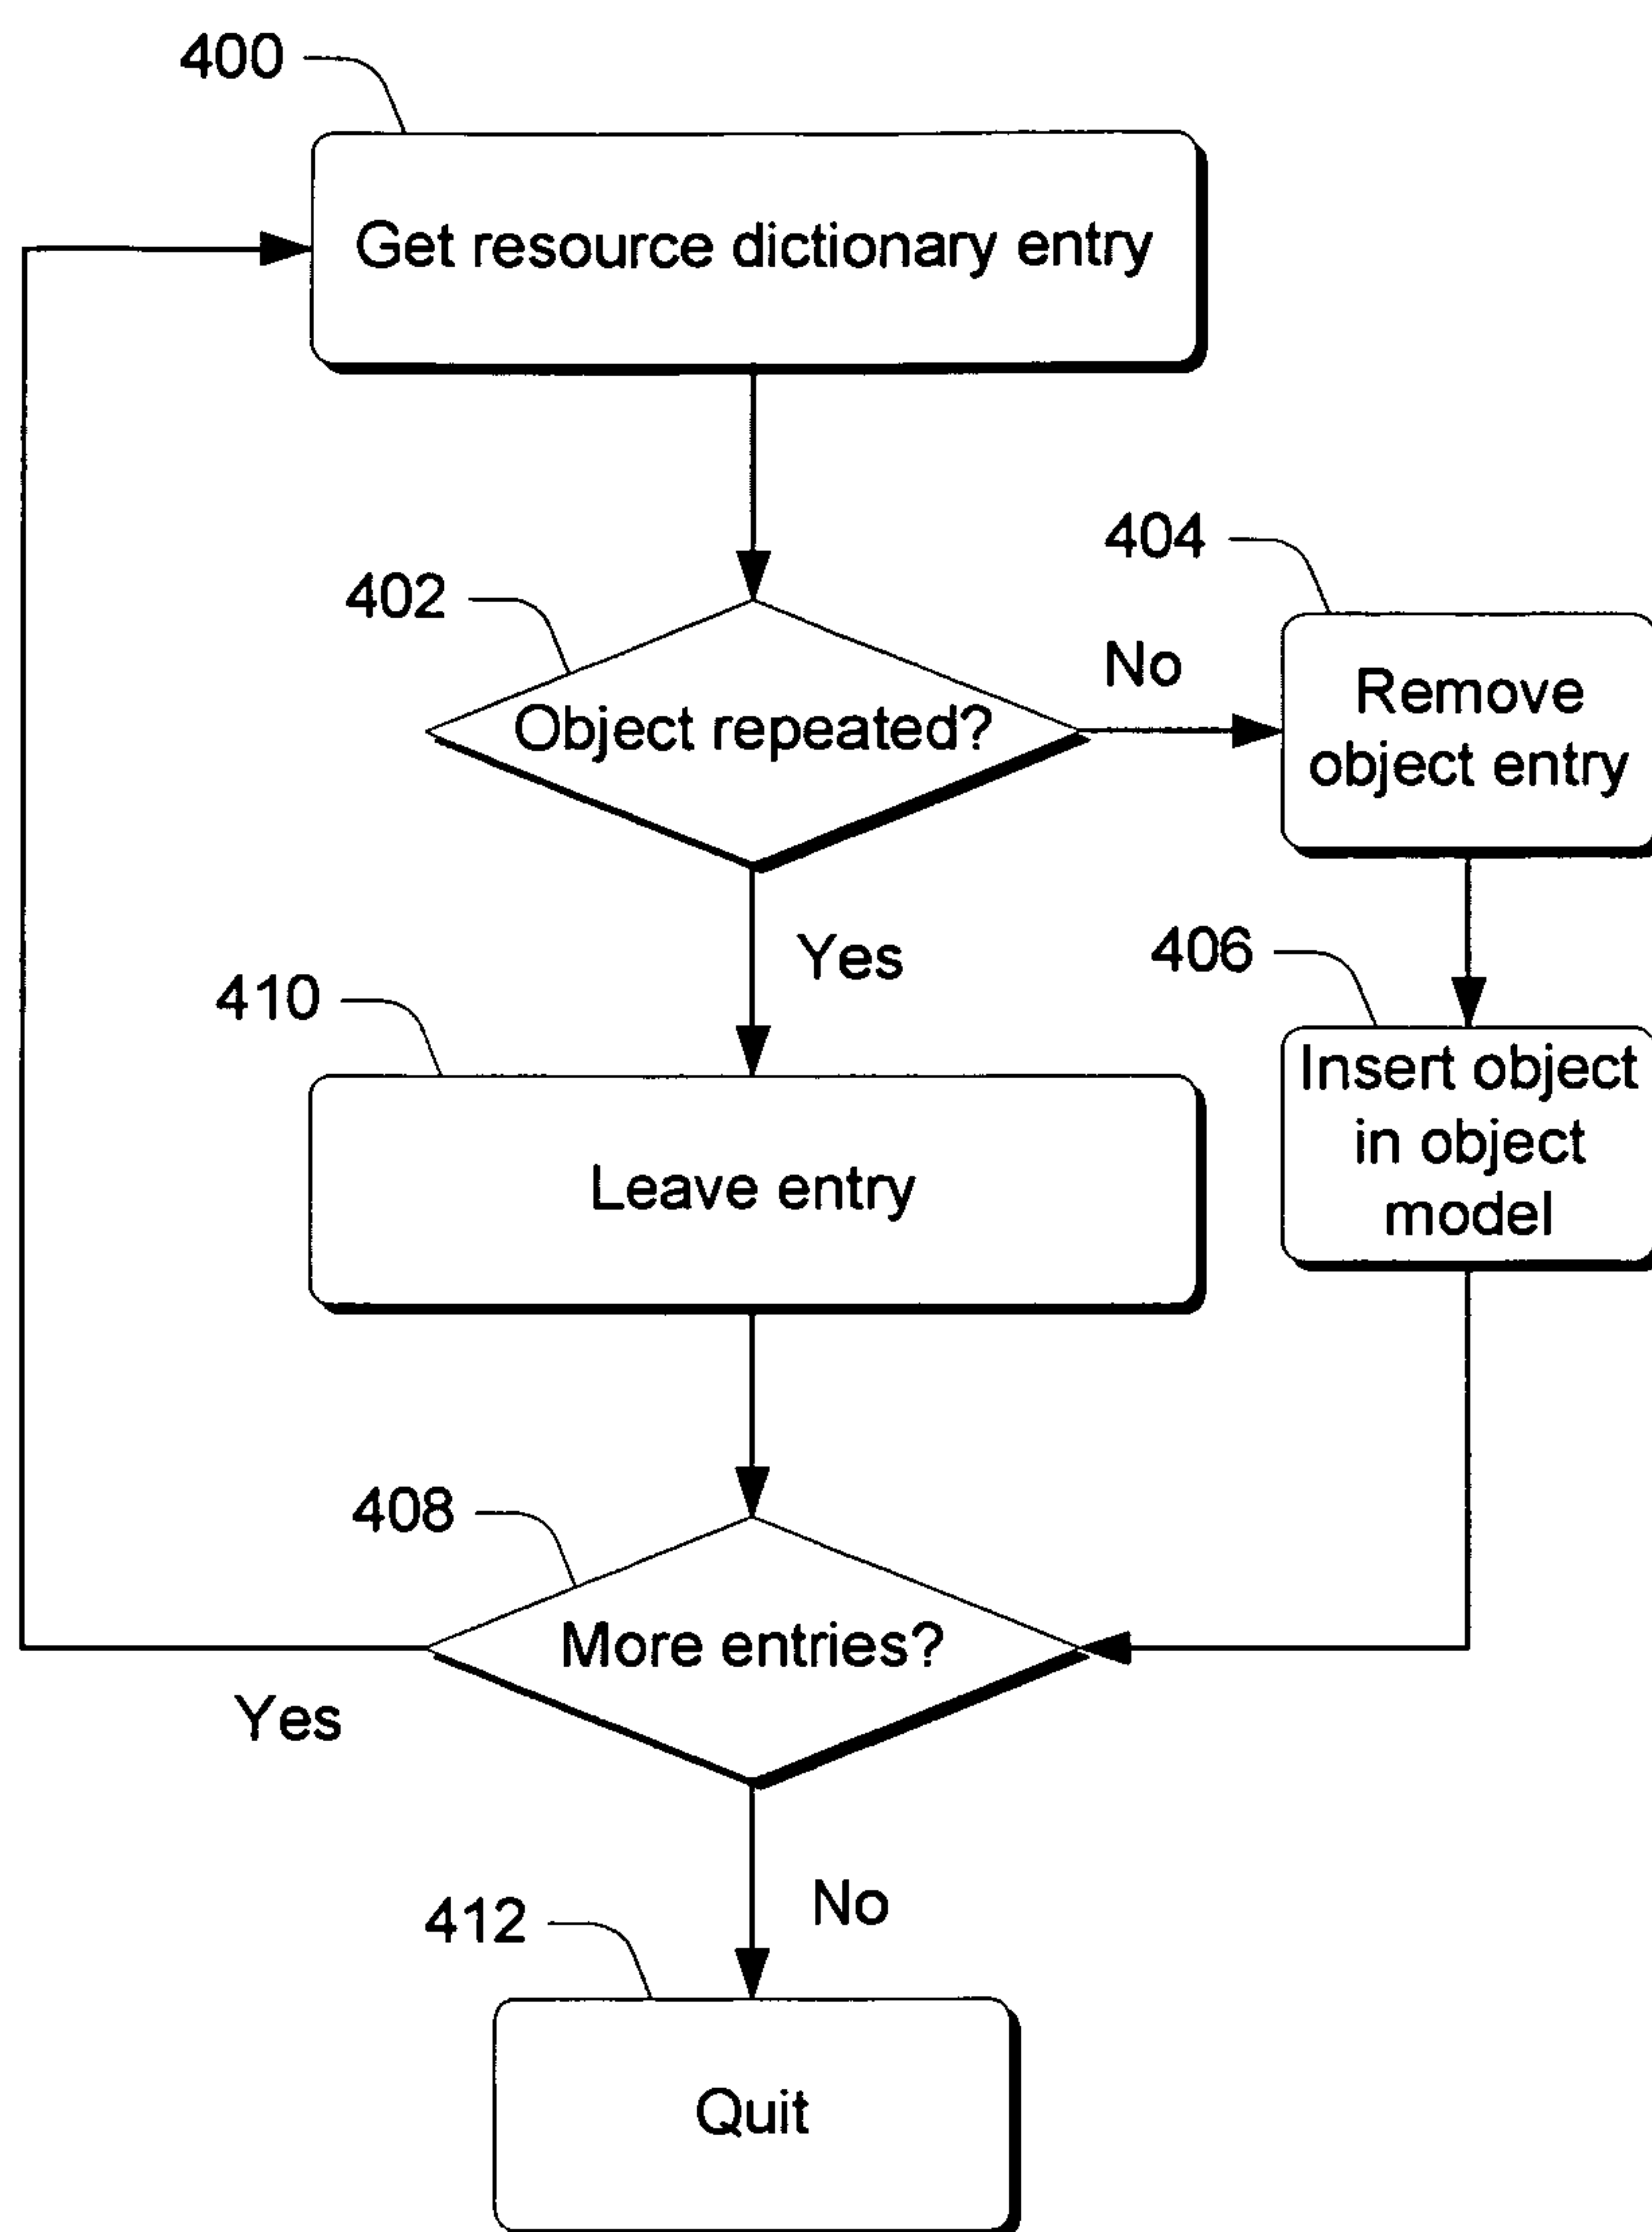 400
Get resource dictionary entry
404
402
No
Remove
object entry
Object repeated?
Yes
406
410
Insert object
in object
model
Leave entry
408
More entries?
Yes
No
412
Quit